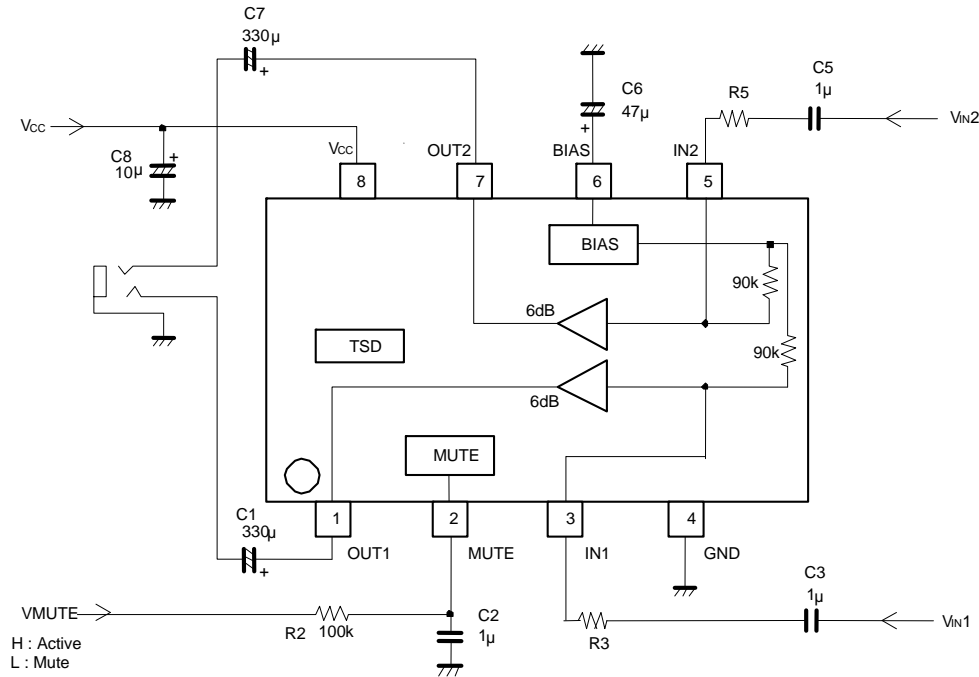 C7
330μ
C5
1μ
C6
47μ
R5
VIN2
VCC
C8
10μ
VCC
OUT2
BIAS
IN2
8
7
6
5
BIAS
90k
6dB
TSD
90k
6dB
MUTE
C1
330μ
1
2
3
4
OUT1
MUTE
IN1
GND
C3
1μ
VMUTE
R2
100k
C2
1μ
R3
VIN1
H : Active
L : Mute
+
+
+
+